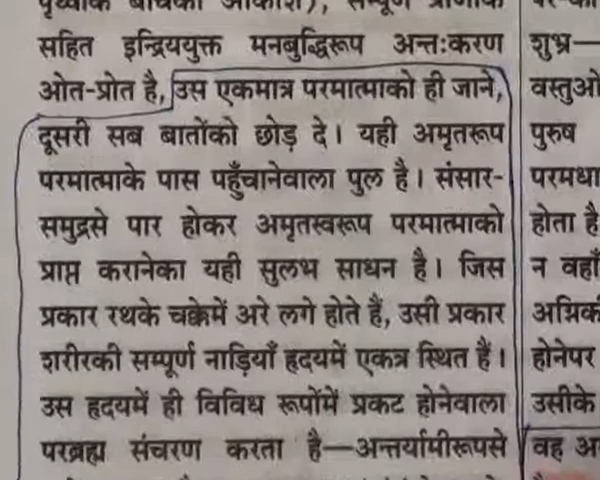 पृथ्वीके बीचका आकाश), सम्पूर्ण प्राणोंके
सहित इन्द्रिययुक्त मनबुद्धिरूप अन्तःकरण
ओत-प्रोत है, उस एकमात्र परमात्माको ही जाने,
दूसरी सब बातोंको छोड़ दे। यही अमृतरूप
परमात्माके पास पहुँचानेवाला पुल है। संसार-
समुद्रसे पार होकर अमृतस्वरूप परमात्माको
प्राप्त करानेका यही सुलभ साधन है। जिस
प्रकार रथके चक्केमें अरे लगे होते हैं, उसी प्रकार
शरीरकी सम्पूर्ण नाड़ियाँ हृदयमें एकत्र स्थित हैं।
उस हृदयमें ही विविध रूपोंमें प्रकट होनेवाला
परब्रह्म संचरण करता है—अन्तर्यामीरूपसे
शुभ्र—
वस्तुओ
पुरुष
परमधा
होता है
न वहाँ
अग्निकी
होनेपर
उसीके
वह अ